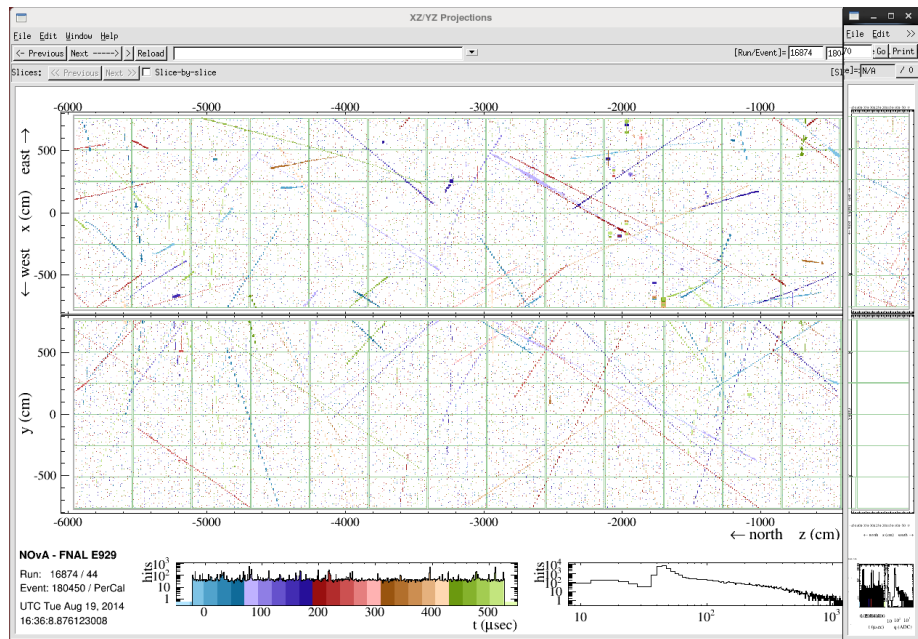 XZ/YZ Projections
File Edit Window Help
File Edit >>
<- Previous Next -----> > Reload
[Run/Event]= 16874 180
70 Go Print
Slices: << Previous Next >> Slice-by-slice
N/A / 0
-6000 -5000 -4000 -3000 -2000 -1000
← west x (cm) east →
500
0
-500
y (cm)
500
0
-500
-6000 -5000 -4000 -3000 -2000 -1000
← north z (cm)
NOνA - FNAL E929
Run: 16874 / 44
Event: 180450 / PerCal
UTC Tue Aug 19, 2014
16:36:8.876123008
hits
10³
10²
10
1
0 100 200 300 400 500
t (μsec)
hits
10⁴
10³
10²
10
1
10 10² 10³